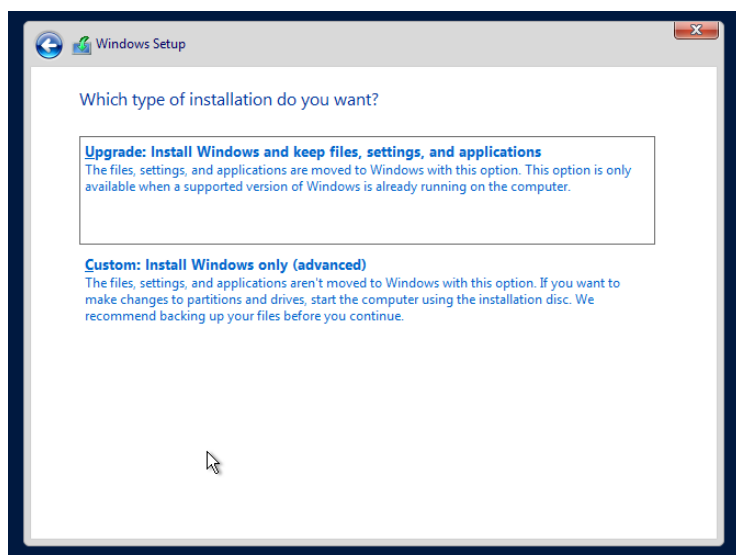 Windows Setup
Which type of installation do you want?
Upgrade: Install Windows and keep files, settings, and applications
The files, settings, and applications are moved to Windows with this option. This option is only
available when a supported version of Windows is already running on the computer.
Custom: Install Windows only (advanced)
The files, settings, and applications aren't moved to Windows with this option. If you want to
make changes to partitions and drives, start the computer using the installation disc. We
recommend backing up your files before you continue.